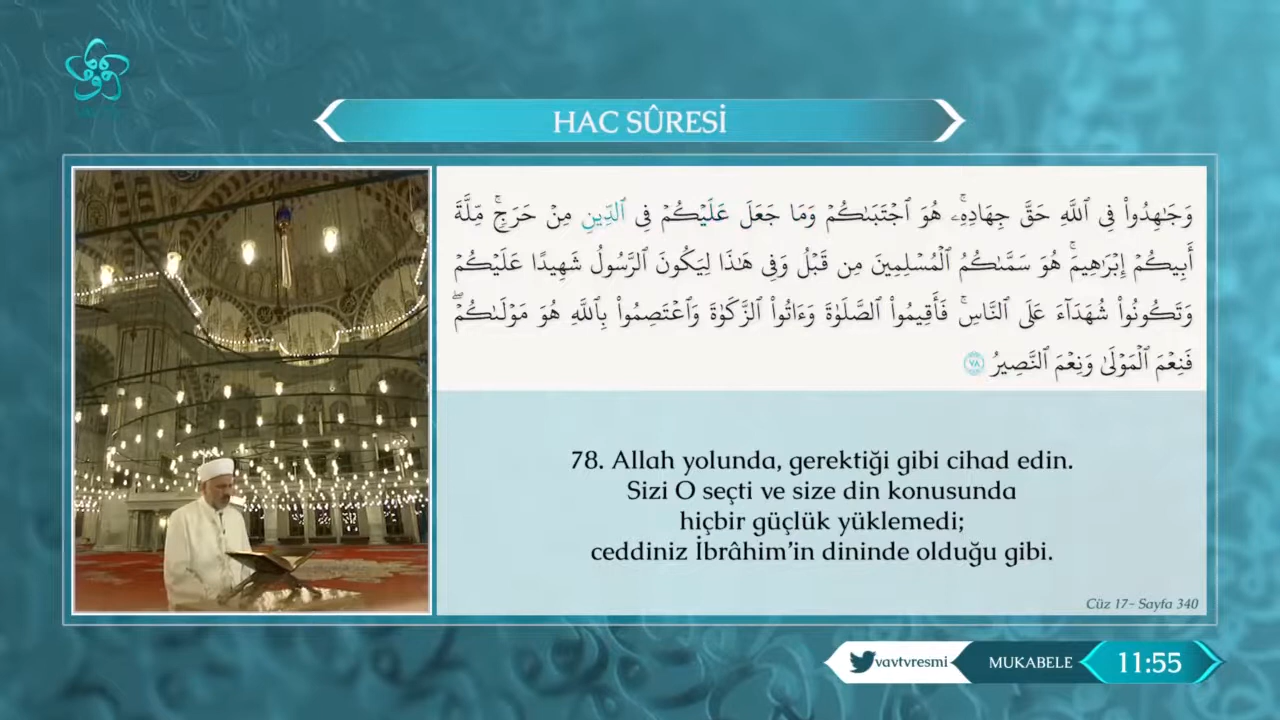 HAC SÛRESİ
وَجَٰهِدُوا۟ فِى ٱللَّهِ حَقَّ جِهَادِهِۦۚ هُوَ ٱجْتَبَىٰكُمْ وَمَا جَعَلَ عَلَيْكُمْ فِى ٱلدِّينِ مِنْ حَرَجٍۚ مِّلَّةَ
أَبِيكُمْ إِبْرَٰهِيمَۚ هُوَ سَمَّىٰكُمُ ٱلْمُسْلِمِينَ مِن قَبْلُ وَفِى هَٰذَا لِيَكُونَ ٱلرَّسُولُ شَهِيدًا عَلَيْكُمْ
وَتَكُونُوا۟ شُهَدَآءَ عَلَى ٱلنَّاسِۚ فَأَقِيمُوا۟ ٱلصَّلَوٰةَ وَءَاتُوا۟ ٱلزَّكَوٰةَ وَٱعْتَصِمُوا۟ بِٱللَّهِ هُوَ مَوْلَىٰكُمْۖ
فَنِعْمَ ٱلْمَوْلَىٰ وَنِعْمَ ٱلنَّصِيرُ ٧٨
78. Allah yolunda, gerektiği gibi cihad edin.
Sizi O seçti ve size din konusunda
hiçbir güçlük yüklemedi;
ceddiniz İbrâhim’in dininde olduğu gibi.
Cüz 17- Sayfa 340
vavtvresmi
MUKABELE
11:55